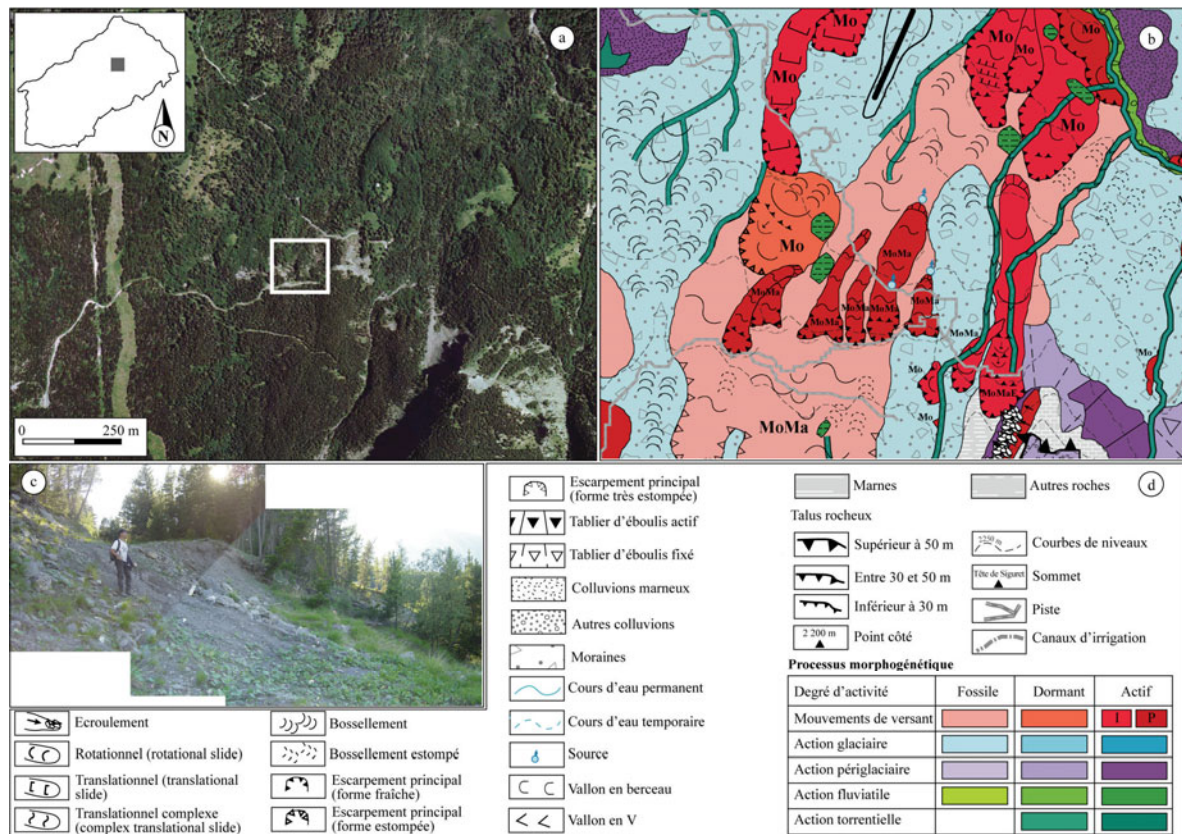 a
N
0 250 m
b
Mo
Mo
Mo
Mo
Mo
Mo
MoMa
MoMa
MoMa
MoMa
MoMa
MoMa
MoMa
Mo
Mo
Mo
MoMaE
MoMa
c
Ecroulement
Rotationnel (rotational slide)
Translationnel (translational
slide)
Translationnel complexe
(complex translational slide)
Bossellement
Bossellement estompé
Escarpement principal
(forme fraîche)
Escarpement principal
(forme estompée)
Escarpement principal
(forme très estompée)
Tablier d'éboulis actif
Tablier d'éboulis fixé
Colluvions marneux
Autres colluvions
Moraines
Cours d'eau permanent
Cours d'eau temporaire
Source
Vallon en berceau
Vallon en V
d
Marnes
Autres roches
Talus rocheux
Supérieur à 50 m
Entre 30 et 50 m
Inférieur à 30 m
2 200 m
Point côté
2250 m
Courbes de niveaux
Tête de Siguret
Sommet
Piste
Canaux d'irrigation
Processus morphogénétique
Degré d'activité Fossile Dormant Actif
Mouvements de versant I P
Action glaciaire
Action périglaciaire
Action fluviatile
Action torrentielle